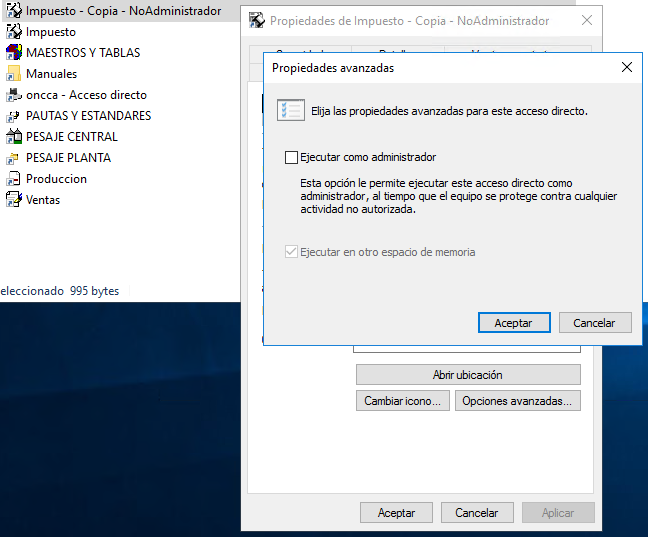 Impuesto - Copia - NoAdministrador
Impuesto
MAESTROS Y TABLAS
Manuales
oncca - Acceso directo
PAUTAS Y ESTANDARES
PESAJE CENTRAL
PESAJE PLANTA
Produccion
Ventas
eleccionado 995 bytes
Propiedades de Impuesto - Copia - NoAdministrador
Propiedades avanzadas
Elija las propiedades avanzadas para este acceso directo.
Ejecutar como administrador
Esta opción le permite ejecutar este acceso directo como
administrador, al tiempo que el equipo se protege contra cualquier
actividad no autorizada.
Ejecutar en otro espacio de memoria
Aceptar Cancelar
Abrir ubicación
Cambiar icono... Opciones avanzadas...
Aceptar Cancelar Aplicar